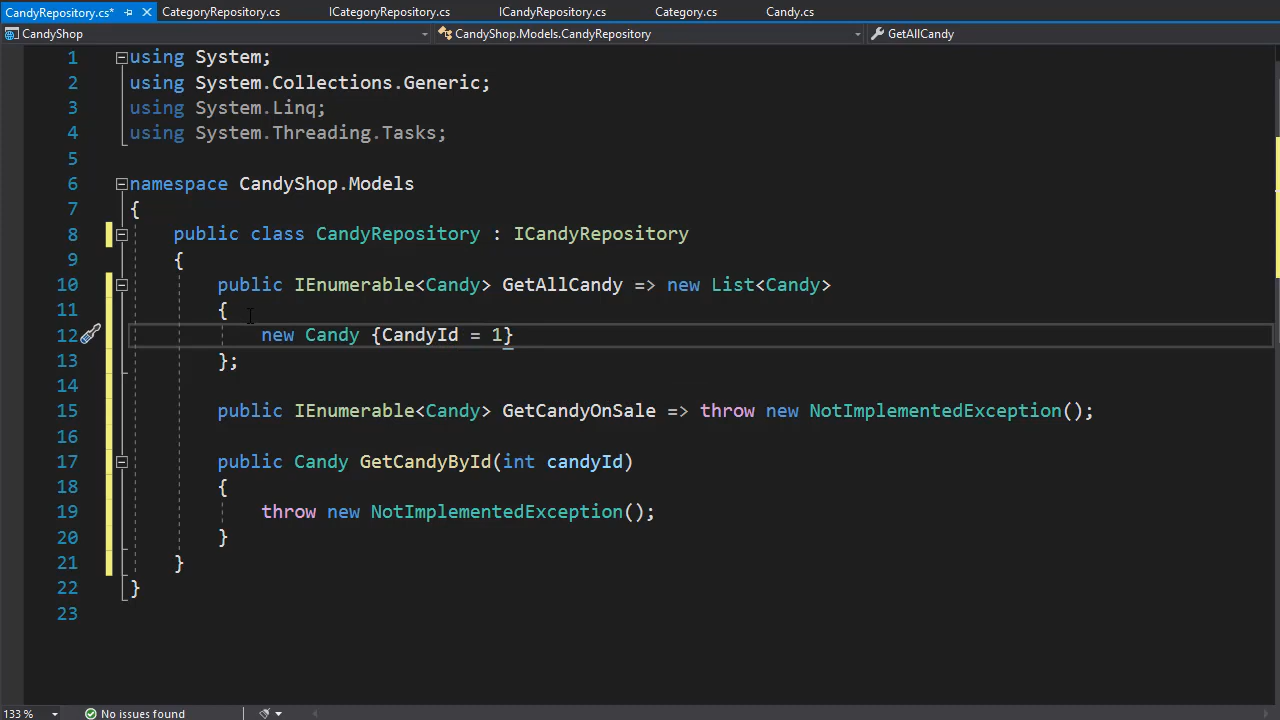 CandyRepository.cs* CategoryRepository.cs ICategoryRepository.cs ICandyRepository.cs Category.cs Candy.cs
CandyShop CandyShop.Models.CandyRepository GetAllCandy
1 using System;
2 using System.Collections.Generic;
3 using System.Linq;
4 using System.Threading.Tasks;
5
6 namespace CandyShop.Models
7 {
8 public class CandyRepository : ICandyRepository
9 {
10 public IEnumerable<Candy> GetAllCandy => new List<Candy>
11 {
12 new Candy {CandyId = 1}
13 };
14
15 public IEnumerable<Candy> GetCandyOnSale => throw new NotImplementedException();
16
17 public Candy GetCandyById(int candyId)
18 {
19 throw new NotImplementedException();
20 }
21 }
22 }
23
133 % No issues found